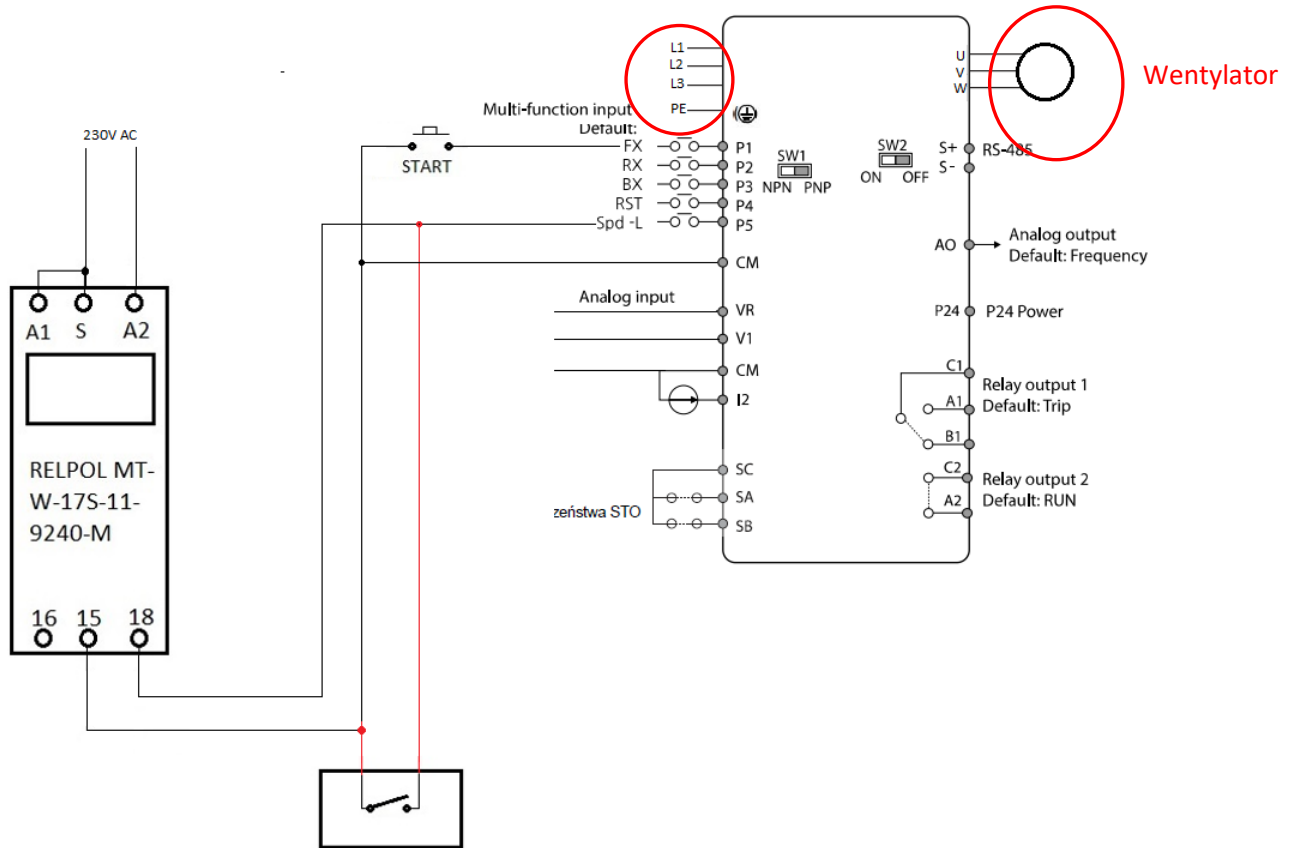 230V AC
A1 S A2
RELPOL MT-
W-17S-11-
9240-M
16 15 18
START
L1
L2
L3
PE
Multi-function input
Default:
FX
RX
BX
RST
Spd -L
P1
P2
P3
P4
P5
CM
Analog input
VR
V1
CM
I2
SC
SA
SB
zeństwa STO
SW1
NPN PNP
SW2
ON OFF
U
V
W
Wentylator
S+
S-
RS-485
AO
Analog output
Default: Frequency
P24
P24 Power
C1
A1
B1
Relay output 1
Default: Trip
C2
A2
Relay output 2
Default: RUN